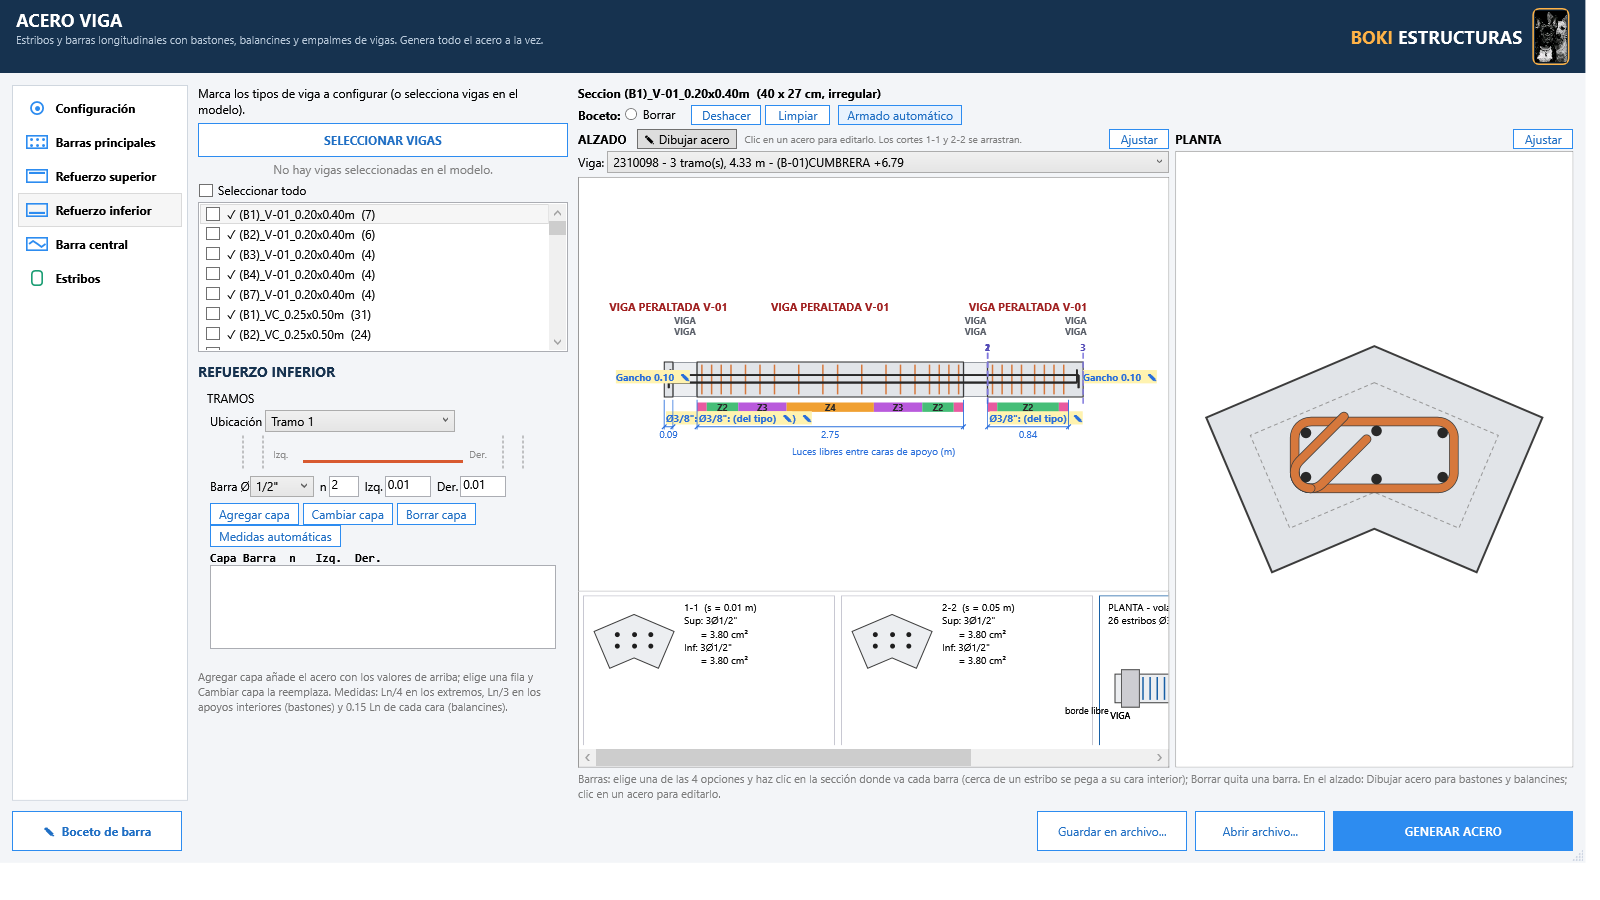 ACERO VIGA
Estribos y barras longitudinales con bastones, balancines y empalmes de vigas. Genera todo el acero a la vez.
BOKI ESTRUCTURAS
Configuración
Barras principales
Refuerzo superior
Refuerzo inferior
Barra central
Estribos
Marca los tipos de viga a configurar (o selecciona vigas en el
modelo).
SELECCIONAR VIGAS
No hay vigas seleccionadas en el modelo.
Seleccionar todo
✓ (B1)_V-01_0.20x0.40m (7)
✓ (B2)_V-01_0.20x0.40m (6)
✓ (B3)_V-01_0.20x0.40m (4)
✓ (B4)_V-01_0.20x0.40m (4)
✓ (B7)_V-01_0.20x0.40m (4)
✓ (B1)_VC_0.25x0.50m (31)
✓ (B2)_VC_0.25x0.50m (24)
REFUERZO INFERIOR
TRAMOS
Ubicación Tramo 1
Izq. Der.
Barra Ø 1/2" n 2 Izq. 0.01 Der. 0.01
Agregar capa Cambiar capa Borrar capa
Medidas automáticas
Capa Barra n Izq. Der.
Agregar capa añade el acero con los valores de arriba; elige una fila y
Cambiar capa la reemplaza. Medidas: Ln/4 en los extremos, Ln/3 en los
apoyos interiores (bastones) y 0.15 Ln de cada cara (balancines).
Seccion (B1)_V-01_0.20x0.40m (40 x 27 cm, irregular)
Boceto: Borrar Deshacer Limpiar Armado automático
ALZADO Dibujar acero Clic en un acero para editarlo. Los cortes 1-1 y 2-2 se arrastran. Ajustar
Viga: 2310098 - 3 tramo(s), 4.33 m - (B-01)CUMBRERA +6.79
VIGA PERALTADA V-01 VIGA PERALTADA V-01 VIGA PERALTADA V-01
VIGA VIGA VIGA
VIGA VIGA VIGA
3
Gancho 0.10 Gancho 0.10
Z2 Z3 Z4 Z3 Z2 Z2
Ø3/8": Ø3/8": (del tipo) Ø3/8": (del tipo)
0.09 2.75 0.84
Luces libres entre caras de apoyo (m)
1-1 (s = 0.01 m)
Sup: 3Ø1/2"
= 3.80 cm²
Inf: 3Ø1/2"
= 3.80 cm²
2-2 (s = 0.05 m)
Sup: 3Ø1/2"
= 3.80 cm²
Inf: 3Ø1/2"
= 3.80 cm²
PLANTA - vola
26 estribos Ø3
borde libre
VIGA
PLANTA Ajustar
Barras: elige una de las 4 opciones y haz clic en la sección donde va cada barra (cerca de un estribo se pega a su cara interior); Borrar quita una barra. En el alzado: Dibujar acero para bastones y balancines;
clic en un acero para editarlo.
Boceto de barra
Guardar en archivo... Abrir archivo... GENERAR ACERO